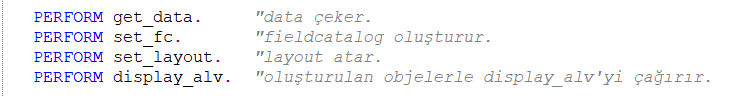 PERFORM get_data.   "data çeker.
PERFORM set_fc.     "fieldcatalog oluşturur.
PERFORM set_layout. "layout atar.
PERFORM display_alv. "oluşturulan objelerle display_alv'yi çağırır.